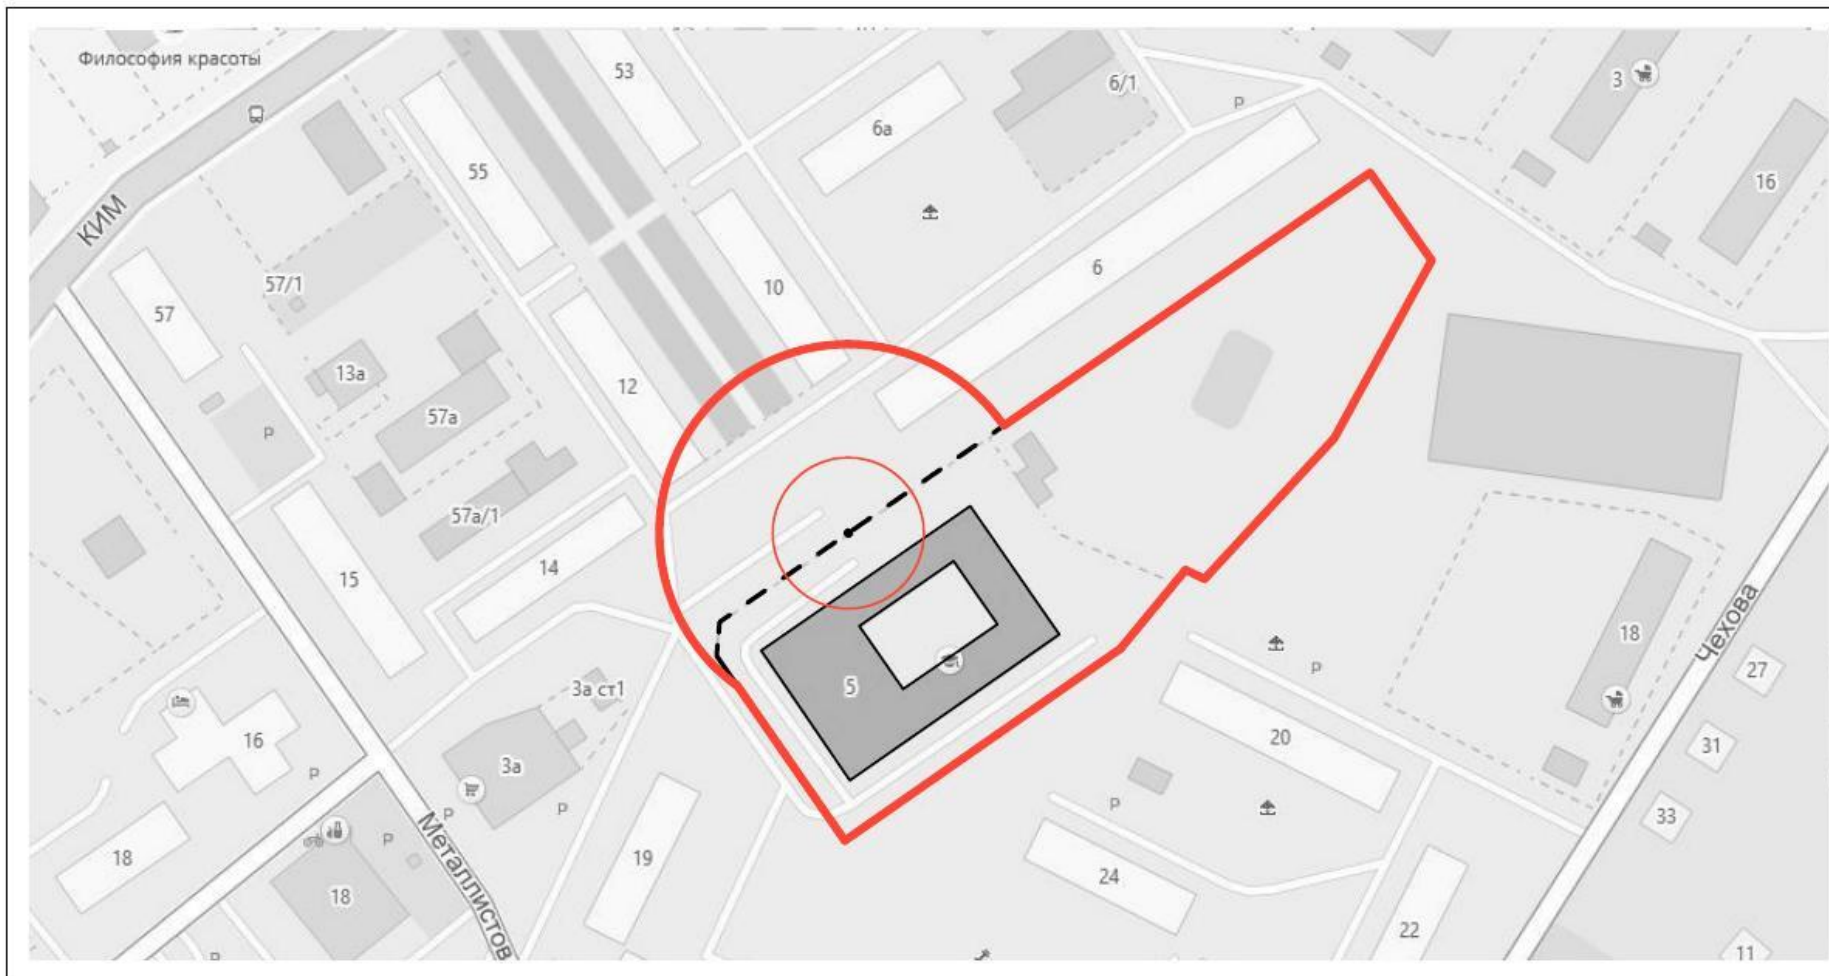 Философия красоты
53
6/1
Р
3
6а
55
16
КИМ
6
57/1
10
57
13а
12
57а
Р
57а/1
14
15
18
Чехова
3а ст1
Р
27
5
16
20
31
3а
Р
Р
Р
Р
33
Металлистов
Р
18
19
24
18
22
11
Р